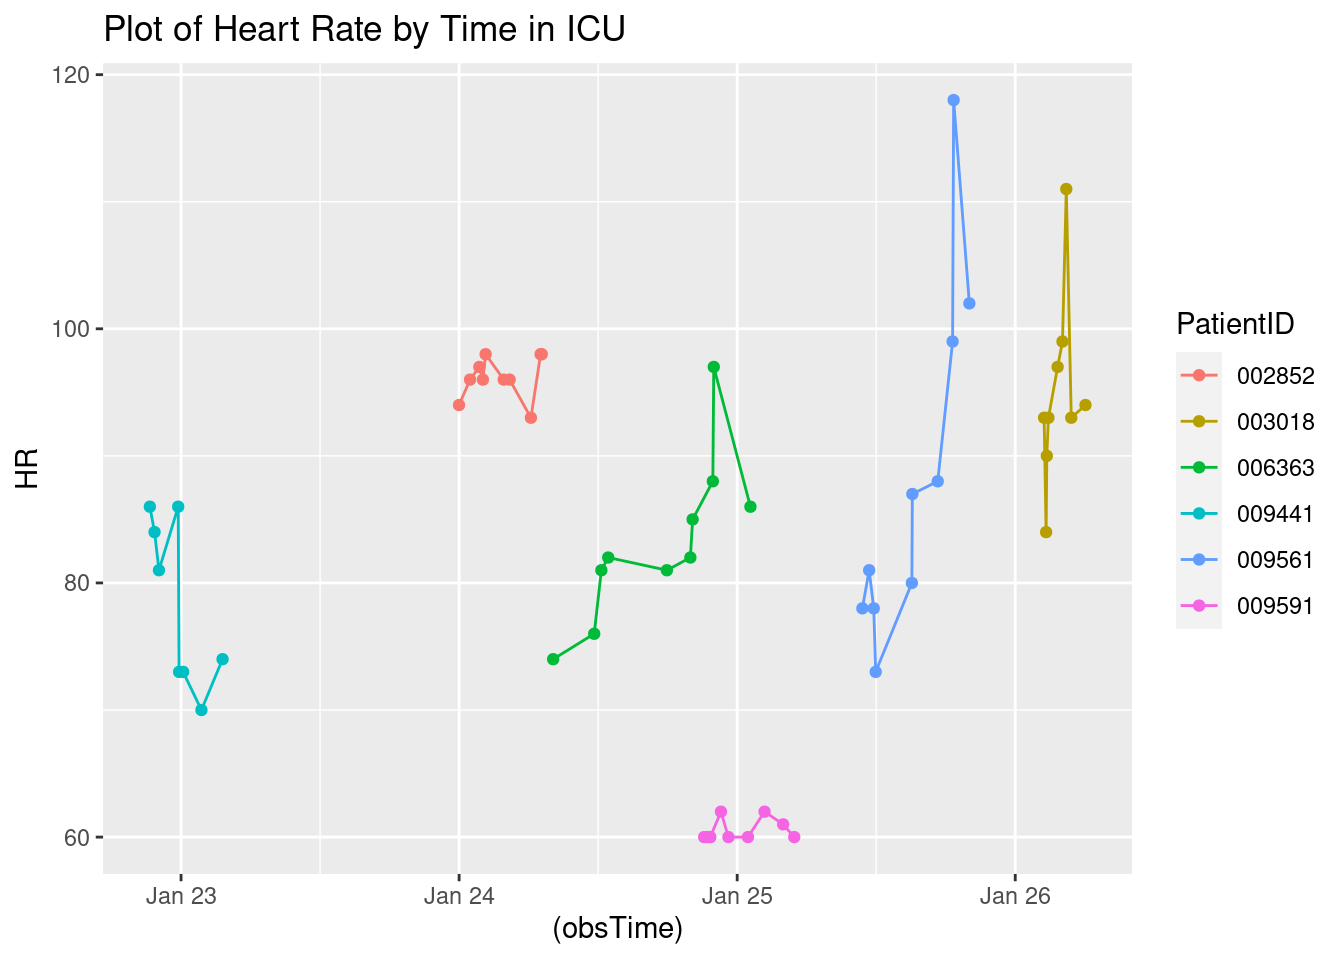 Plot of Heart Rate by Time in ICU
120
100
80
60
HR
Jan 23
Jan 24
Jan 25
Jan 26
(obsTime)
PatientID
002852
003018
006363
009441
009561
009591